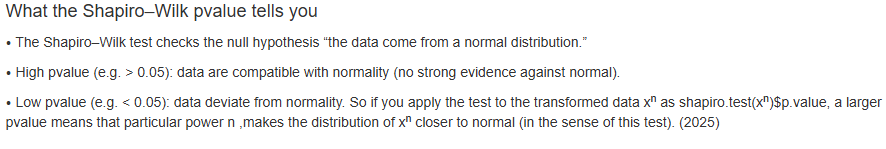 What the Shapiro–Wilk pvalue tells you
• The Shapiro–Wilk test checks the null hypothesis “the data come from a normal distribution.”
• High pvalue (e.g. > 0.05): data are compatible with normality (no strong evidence against normal).
• Low pvalue (e.g. < 0.05): data deviate from normality. So if you apply the test to the transformed data xⁿ as shapiro.test(xⁿ)$p.value, a larger
pvalue means that particular power n ,makes the distribution of xⁿ closer to normal (in the sense of this test). (2025)